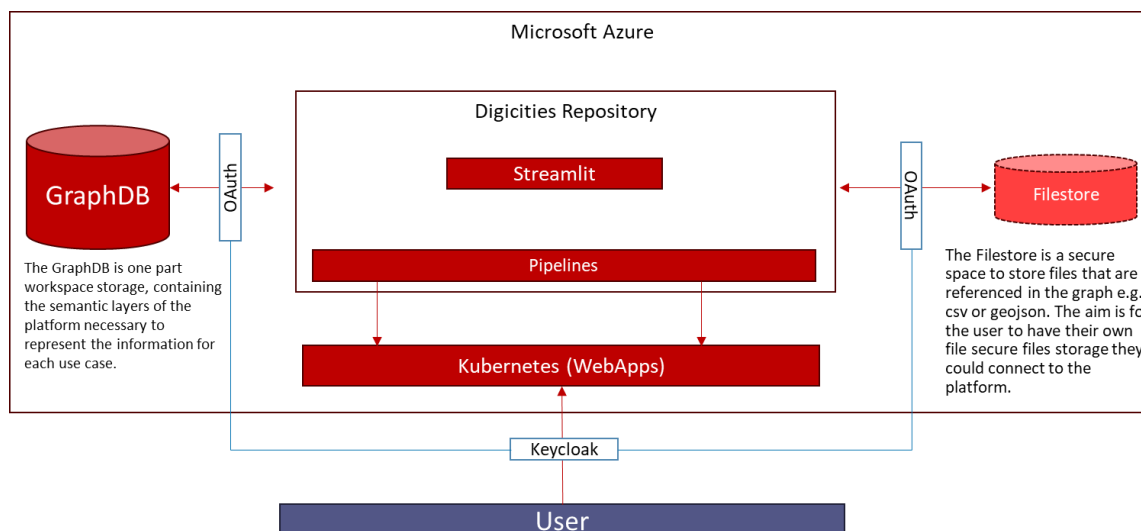 Microsoft Azure
Digicities Repository
Streamlit
GraphDB
OAuth
OAuth
Filestore
Pipelines
The GraphDB is one part
workspace storage, containing
the semantic layers of the
platform necessary to
represent the information for
each use case.
The Filestore is a secure
space to store files that are
referenced in the graph e.g.
csv or geojson. The aim is fo
the user to have their own
file secure files storage they
could connect to the
platform.
Kubernetes (WebApps)
Keycloak
User